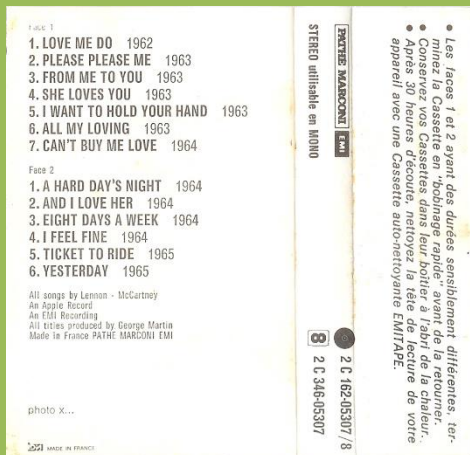 Face 1
1. LOVE ME DO 1962
2. PLEASE PLEASE ME 1963
3. FROM ME TO YOU 1963
4. SHE LOVES YOU 1963
5. I WANT TO HOLD YOUR HAND 1963
6. ALL MY LOVING 1963
7. CAN'T BUY ME LOVE 1964
Face 2
1. A HARD DAY'S NIGHT 1964
2. AND I LOVE HER 1964
3. EIGHT DAYS A WEEK 1964
4. I FEEL FINE 1964
5. TICKET TO RIDE 1965
6. YESTERDAY 1965
All songs by Lennon - McCartney
An Apple Record
An EMI Recording
All titles produced by George Martin
Made in France PATHE MARCONI EMI
photo x...
MADE IN FRANCE
PATHE MARCONI EMI
STEREO utilisable en MONO
2 C 162-05307/8
8 2 C 346-05307
• Les faces 1 et 2 ayant des durées sensiblement différentes, ter-
minez la Cassette en "bobinage rapide" avant de la retourner.
• Conservez vos Cassettes dans leur boîtier à l'abri de la chaleur.
• Après 30 heures d'écoute, nettoyez la tête de lecture de votre
appareil avec une Cassette auto-nettoyante EMITAPE.